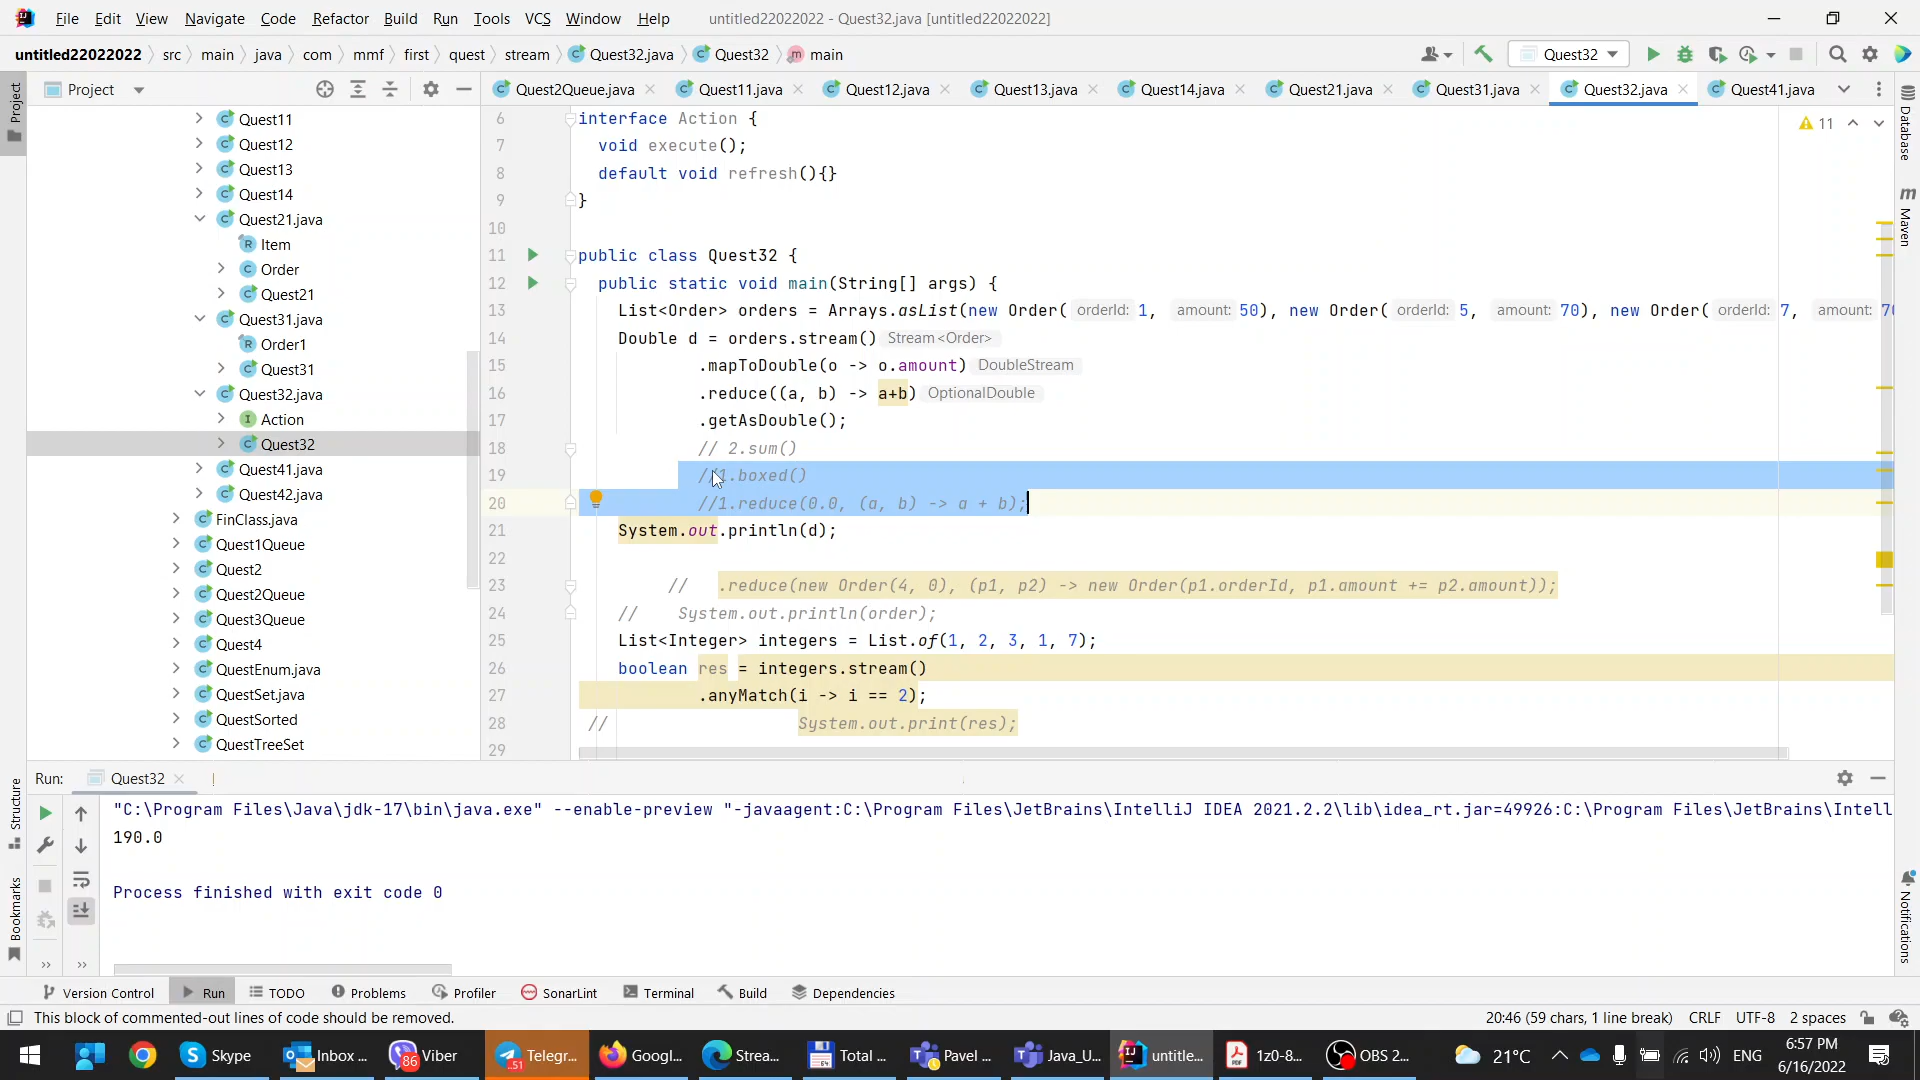 File Edit View Navigate Code Refactor Build Run Tools VCS Window Help untitled22022022 - Quest32.java [untitled22022022]
untitled22022022 src main java com mmf first quest stream Quest32.java Quest32 main Quest32
Project Quest2Queue.java Quest11.java Quest12.java Quest13.java Quest14.java Quest21.java Quest31.java Quest32.java Quest41.java
Project
Database
Maven
Structure
Bookmarks
Notifications
Quest11
Quest12
Quest13
Quest14
Quest21.java
Item
Order
Quest21
Quest31.java
Order1
Quest31
Quest32.java
Action
Quest32
Quest41.java
Quest42.java
FinClass.java
Quest1Queue
Quest2
Quest2Queue
Quest3Queue
Quest4
QuestEnum.java
QuestSet.java
QuestSorted
QuestTreeSet
11
6 interface Action {
7 void execute();
8 default void refresh(){}
9 }
10
11 public class Quest32 {
12 public static void main(String[] args) {
13 List<Order> orders = Arrays.asList(new Order( orderId: 1, amount: 50), new Order( orderId: 5, amount: 70), new Order( orderId: 7, amount: 70
14 Double d = orders.stream() Stream<Order>
15 .mapToDouble(o -> o.amount) DoubleStream
16 .reduce((a, b) -> a+b) OptionalDouble
17 .getAsDouble();
18 // 2.sum()
19 //1.boxed()
20 //1.reduce(0.0, (a, b) -> a + b);
21 System.out.println(d);
22
23 // .reduce(new Order(4, 0), (p1, p2) -> new Order(p1.orderId, p1.amount += p2.amount));
24 // System.out.println(order);
25 List<Integer> integers = List.of(1, 2, 3, 1, 7);
26 boolean res = integers.stream()
27 .anyMatch(i -> i == 2);
28 // System.out.print(res);
29
Run: Quest32
"C:\Program Files\Java\jdk-17\bin\java.exe" --enable-preview "-javaagent:C:\Program Files\JetBrains\IntelliJ IDEA 2021.2.2\lib\idea_rt.jar=49926:C:\Program Files\JetBrains\Intell
190.0
Process finished with exit code 0
Version Control Run TODO Problems Profiler SonarLint Terminal Build Dependencies
This block of commented-out lines of code should be removed. 20:46 (59 chars, 1 line break) CRLF UTF-8 2 spaces
Skype Inbox ... Viber 86 Telegr... 51 Googl... Strea... Total ... Pavel ... Java_U... untitle... 1z0-8... OBS 2... 21°C ENG 6:57 PM
6/16/2022